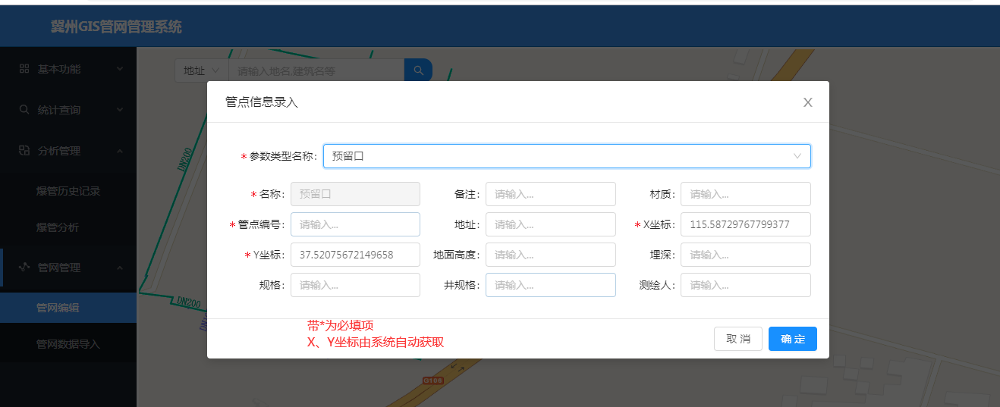 冀州GIS管网管理系统
基本功能
地址
请输入地名,建筑名等
统计查询
分析管理
爆管历史记录
爆管分析
管网管理
管网编辑
管网数据导入
DN200
DN200
管点信息录入
* 参数类型名称: 预留口
* 名称: 预留口 备注: 请输入... 材质: 请输入...
* 管点编号: 请输入... 地址: 请输入... * X坐标: 115.58729767799377
* Y坐标: 37.52075672149658 地面高度: 请输入... 埋深: 请输入...
规格: 请输入... 井规格: 请输入... 测绘人: 请输入...
带*为必填项
X、Y坐标由系统自动获取
取 消 确 定
G106